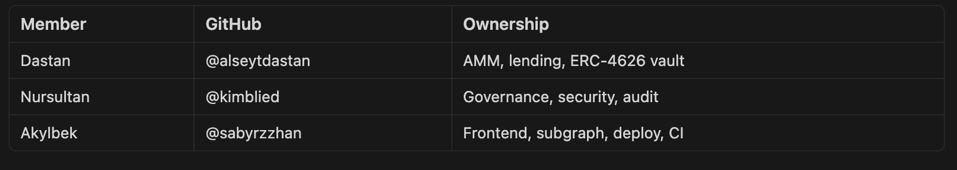 Member GitHub Ownership
Dastan @alseytdastan AMM, lending, ERC-4626 vault
Nursultan @kimblied Governance, security, audit
Akylbek @sabyrzzhan Frontend, subgraph, deploy, CI